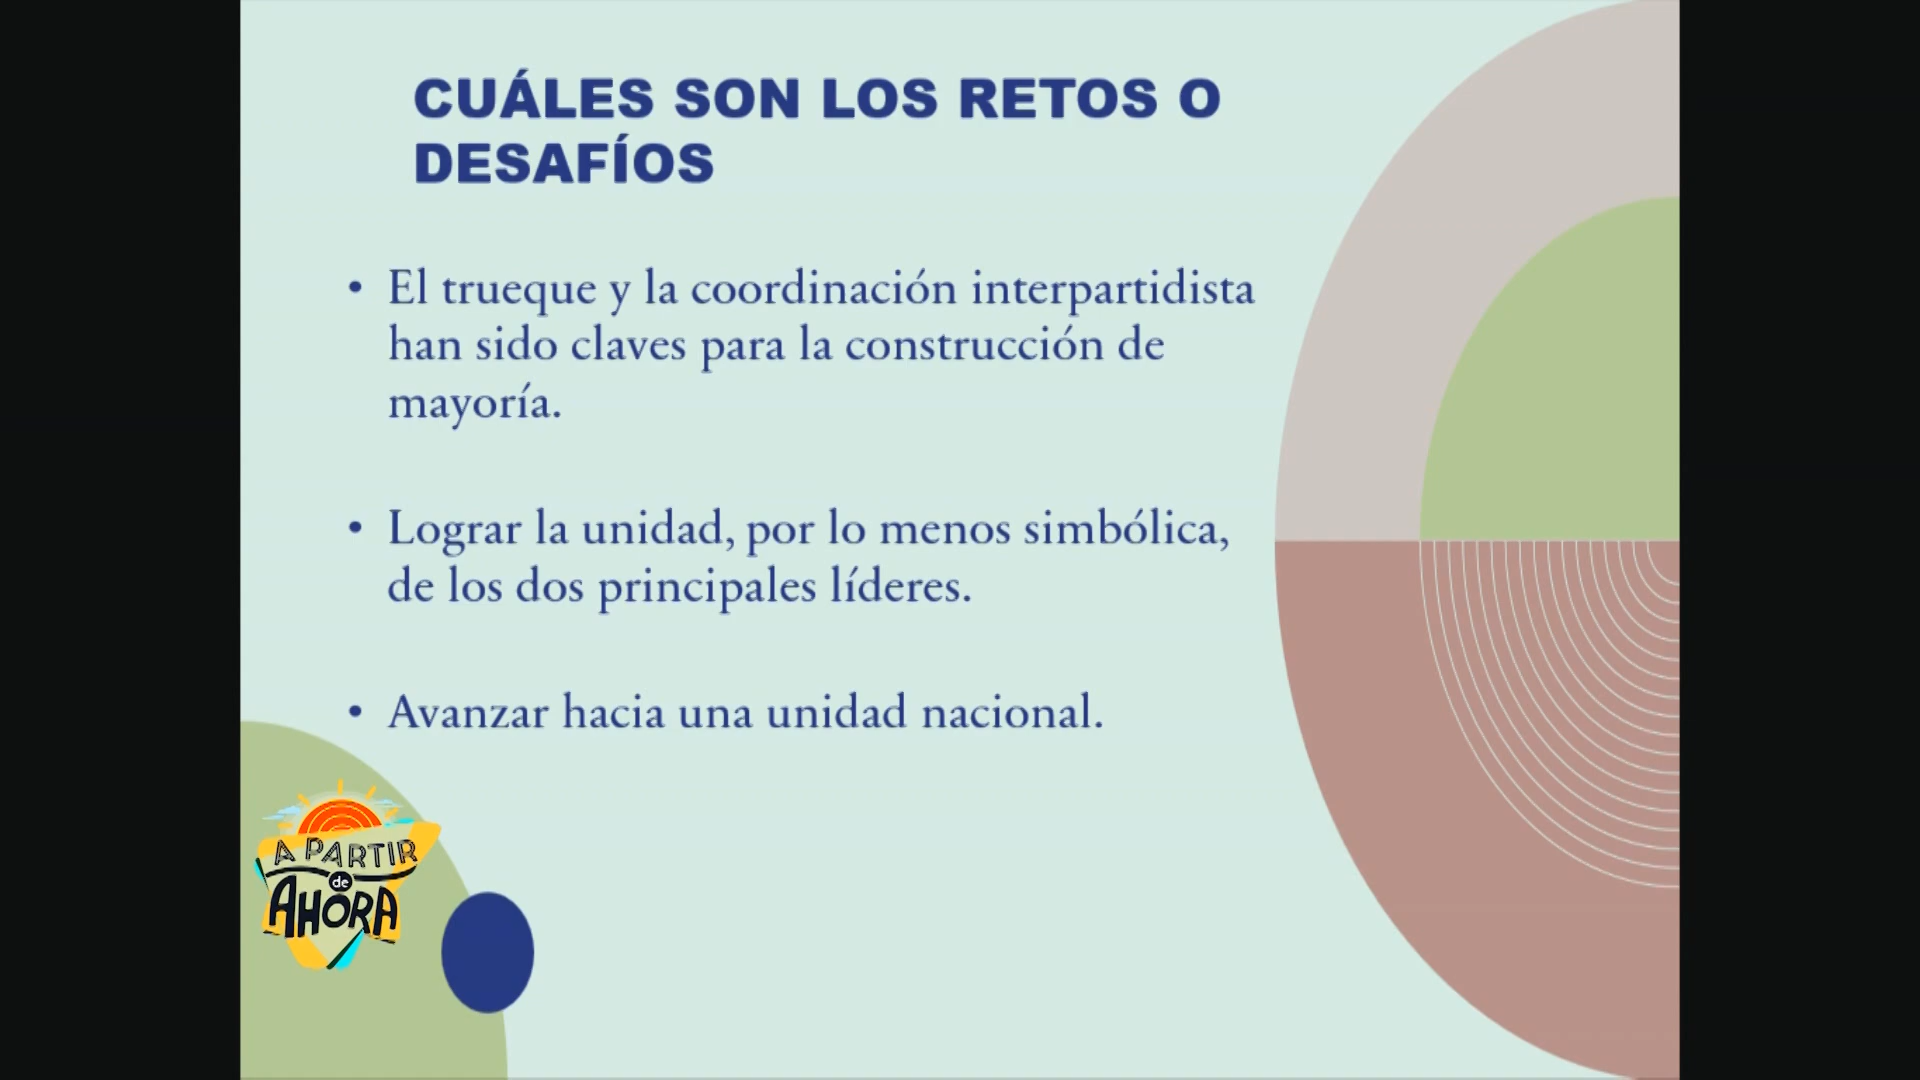 CUÁLES SON LOS RETOS O
DESAFÍOS
• El trueque y la coordinación interpartidista
han sido claves para la construcción de
mayoría.
• Lograr la unidad, por lo menos simbólica,
de los dos principales líderes.
• Avanzar hacia una unidad nacional.
A PARTIR
de
AHORA